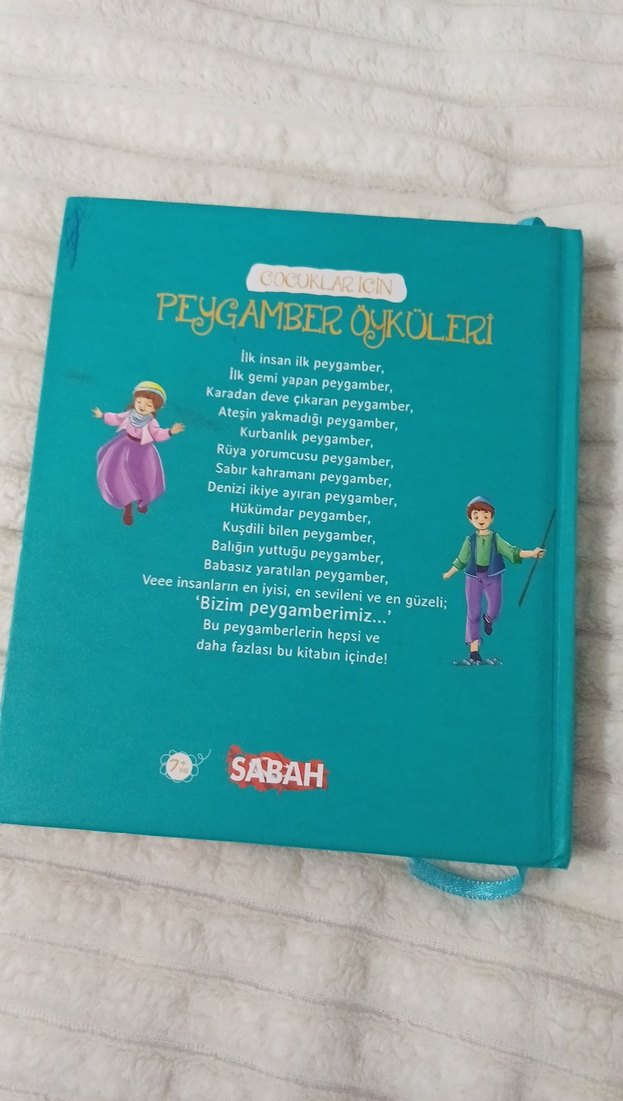 ÇOCUKLAR İÇİN
PEYGAMBER ÖYKÜLERİ
İlk insan ilk peygamber,
İlk gemi yapan peygamber,
Karadan deve çıkaran peygamber,
Ateşin yakmadığı peygamber,
Kurbanlık peygamber,
Rüya yorumcusu peygamber,
Sabır kahramanı peygamber,
Denizi ikiye ayıran peygamber,
Hükümdar peygamber,
Kuşdili bilen peygamber,
Balığın yuttuğu peygamber,
Babasız yaratılan peygamber,
Veee insanların en iyisi, en sevileni ve en güzeli;
‘Bizim peygamberimiz...’
Bu peygamberlerin hepsi ve
daha fazlası bu kitabın içinde!
7+
SABAH